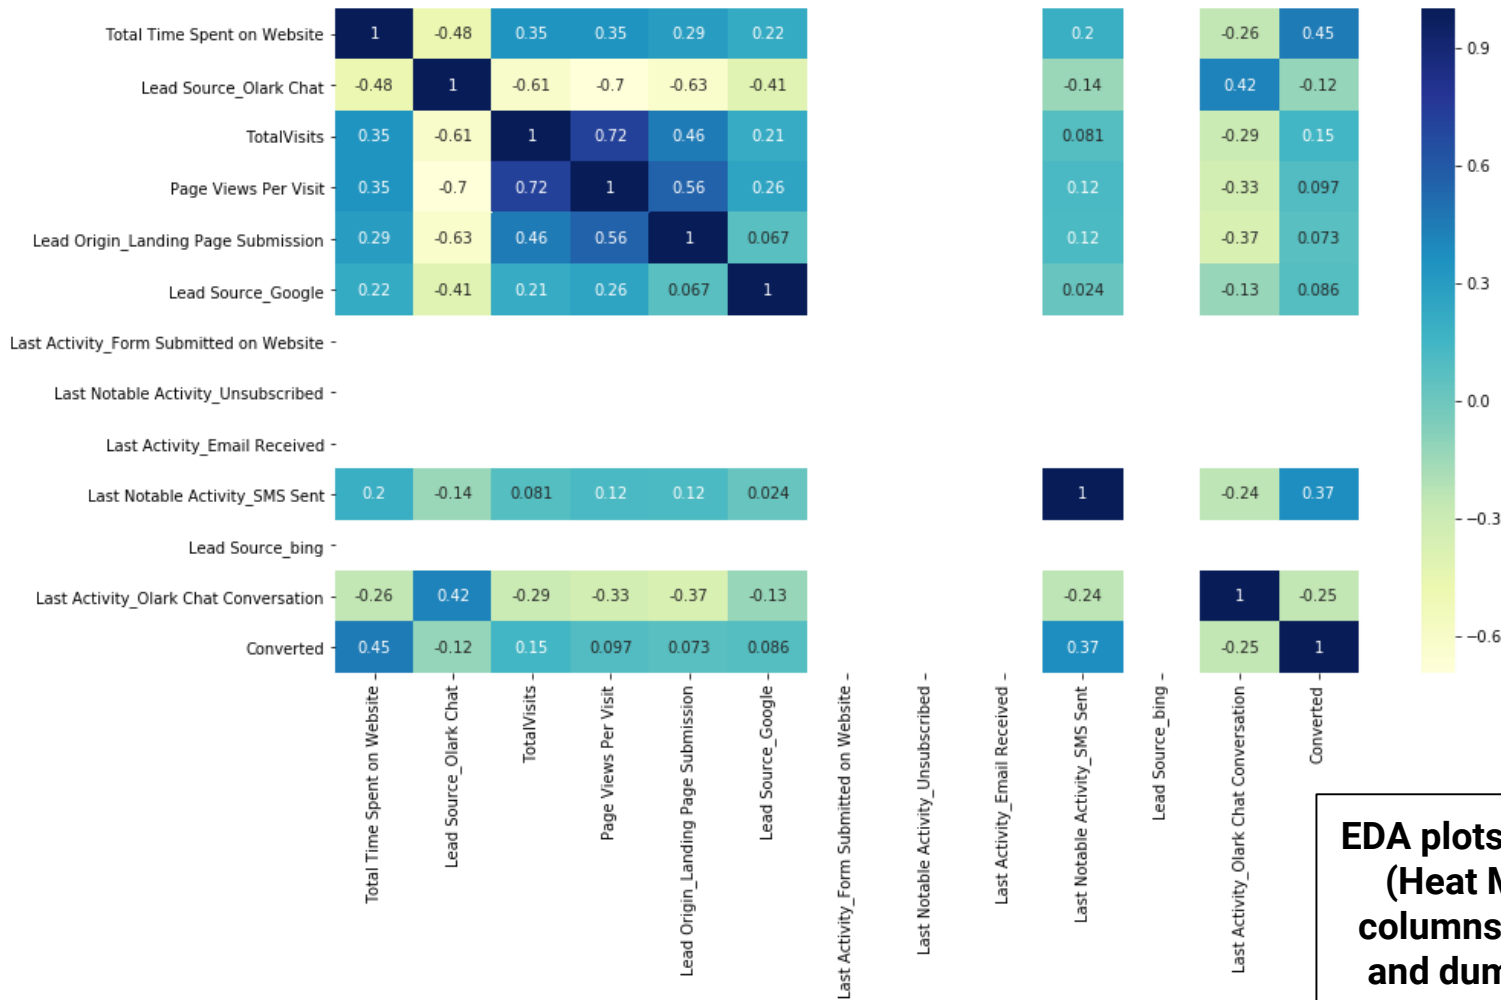 Total Time Spent on Website 1 -0.48 0.35 0.35 0.29 0.22 0.2 -0.26 0.45
Lead Source_Olark Chat -0.48 1 -0.61 -0.7 -0.63 -0.41 -0.14 0.42 -0.12
TotalVisits 0.35 -0.61 1 0.72 0.46 0.21 0.081 -0.29 0.15
Page Views Per Visit 0.35 -0.7 0.72 1 0.56 0.26 0.12 -0.33 0.097
Lead Origin_Landing Page Submission 0.29 -0.63 0.46 0.56 1 0.067 0.12 -0.37 0.073
Lead Source_Google 0.22 -0.41 0.21 0.26 0.067 1 0.024 -0.13 0.086
Last Activity_Form Submitted on Website
Last Notable Activity_Unsubscribed
Last Activity_Email Received
Last Notable Activity_SMS Sent 0.2 -0.14 0.081 0.12 0.12 0.024 1 -0.24 0.37
Lead Source_bing
Last Activity_Olark Chat Conversation -0.26 0.42 -0.29 -0.33 -0.37 -0.13 -0.24 1 -0.25
Converted 0.45 -0.12 0.15 0.097 0.073 0.086 0.37 -0.25 1
Total Time Spent on Website
Lead Source_Olark Chat
TotalVisits
Page Views Per Visit
Lead Origin_Landing Page Submission
Lead Source_Google
Last Activity_Form Submitted on Website
Last Notable Activity_Unsubscribed
Last Activity_Email Received
Last Notable Activity_SMS Sent
Lead Source_bing
Last Activity_Olark Chat Conversation
Converted
0.9
0.6
0.3
0.0
−0.3
−0.6
EDA plots
(Heat
columns
and